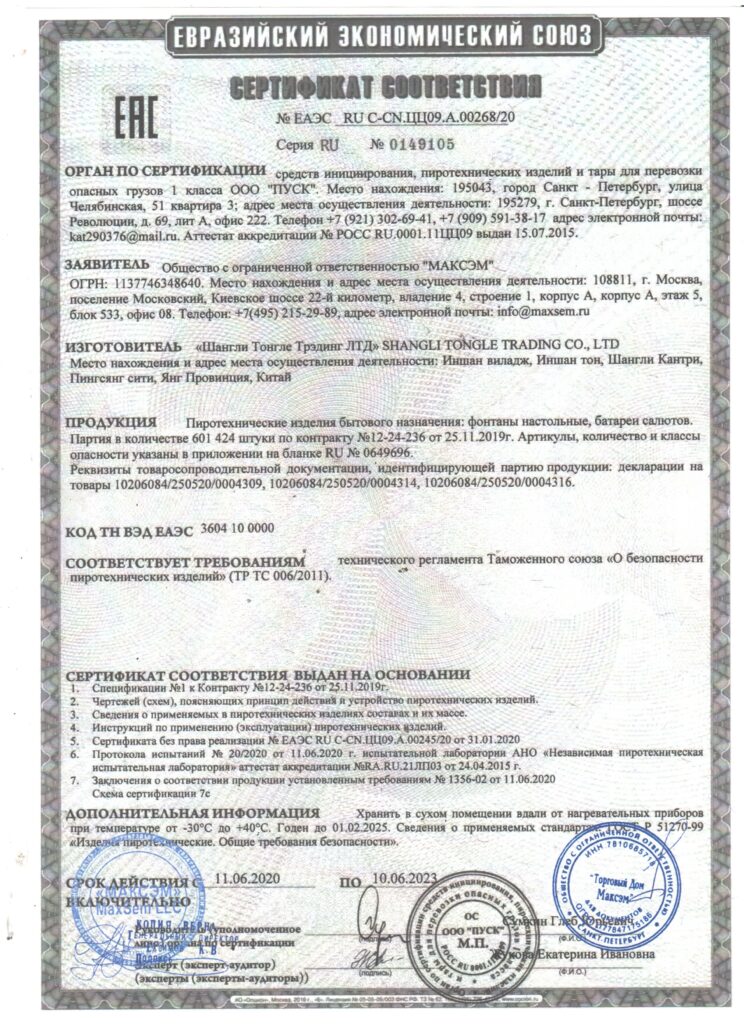 ЕВРАЗИЙСКИЙ ЭКОНОМИЧЕСКИЙ СОЮЗ
СЕРТИФИКАТ СООТВЕТСТВИЯ
ЕАС
№ ЕАЭС RU С-CN.ЦЦ09.А.00268/20
Серия RU № 0149105
ОРГАН ПО СЕРТИФИКАЦИИ средств инициирования, пиротехнических изделий и тары для перевозки
опасных грузов 1 класса ООО "ПУСК". Место нахождения: 195043, город Санкт - Петербург, улица
Челябинская, 51 квартира 3; адрес места осуществления деятельности: 195279, г. Санкт-Петербург, шоссе
Революции, д. 69, лит А, офис 222. Телефон +7 (921) 302-69-41, +7 (909) 591-38-17 адрес электронной почты:
kat290376@mail.ru. Аттестат аккредитации № РОСС RU.0001.11ЦЦ09 выдан 15.07.2015.
ЗАЯВИТЕЛЬ Общество с ограниченной ответственностью "МАКСЭМ"
ОГРН: 1137746348640. Место нахождения и адрес места осуществления деятельности: 108811, г. Москва,
поселение Московский, Киевское шоссе 22-й километр, владение 4, строение 1, корпус А, корпус А, этаж 5,
блок 533, офис 08. Телефон: +7(495) 215-29-89, адрес электронной почты: info@maxsem.ru
ИЗГОТОВИТЕЛЬ «Шангли Тонгле Трэдинг ЛТД» SHANGLI TONGLE TRADING CO., LTD
Место нахождения и адрес места осуществления деятельности: Иншан виладж, Иншан тон, Шангли Кантри,
Пингсянг сити, Янг Провинция, Китай
ПРОДУКЦИЯ Пиротехнические изделия бытового назначения: фонтаны настольные, батареи салютов.
Партия в количестве 601 424 штуки по контракту №12-24-236 от 25.11.2019г. Артикулы, количество и классы
опасности указаны в приложении на бланке RU № 0649696.
Реквизиты товаросопроводительной документации, идентифицирующей партию продукции: декларации на
товары 10206084/250520/0004309, 10206084/250520/0004314, 10206084/250520/0004316.
КОД ТН ВЭД ЕАЭС 3604 10 0000
СООТВЕТСТВУЕТ ТРЕБОВАНИЯМ технического регламента Таможенного союза «О безопасности
пиротехнических изделий» (ТР ТС 006/2011).
СЕРТИФИКАТ СООТВЕТСТВИЯ ВЫДАН НА ОСНОВАНИИ
1. Спецификации №1 к Контракту №12-24-236 от 25.11.2019г.
2. Чертежей (схем), поясняющих принцип действия и устройство пиротехнических изделий.
3. Сведения о применяемых в пиротехнических изделиях составах и их массе.
4. Инструкций по применению (эксплуатации) пиротехнических изделий.
5. Сертификата без права реализации № ЕАЭС RU С-CN.ЦЦ09.А.00245/20 от 31.01.2020
6. Протокола испытаний № 20/2020 от 11.06.2020 г. испытательной лаборатории АНО «Независимая пиротехническая
испытательная лаборатория» аттестат аккредитации №RA.RU.21ЛП03 от 24.04.2015 г.
7. Заключения о соответствии продукции установленным требованиям № 1356-02 от 11.06.2020
Схема сертификации 7с
ДОПОЛНИТЕЛЬНАЯ ИНФОРМАЦИЯ Хранить в сухом помещении вдали от нагревательных приборов
при температуре от -30°С до +40°С. Годен до 01.02.2025. Сведения о применяемых стандартах: ГОСТ Р 51270-99
«Изделия пиротехнические. Общие требования безопасности».
СРОК ДЕЙСТВИЯ С 11.06.2020 ПО 10.06.2023
ВКЛЮЧИТЕЛЬНО
«МАКСЭМ»
MaxSem LLC
КОПИЯ ВЕРНА
Руководитель (уполномоченное
лицо) органа по сертификации
(подпись)
Сумкин Глеб Юрьевич
(Ф.И.О.)
Эксперт (эксперт-аудитор)
(эксперты (эксперты-аудиторы))
(подпись)
Жукова Екатерина Ивановна
(Ф.И.О.)
ОС
ООО "ПУСК"
М.П.
ОБЩЕСТВО С ОГРАНИЧЕННОЙ ОТВЕТСТВЕННОСТЬЮ
ИНН 7810685718
"Торговый Дом
Максэм"
ДЛЯ ДОКУМЕНТОВ
САНКТ-ПЕТЕРБУРГ